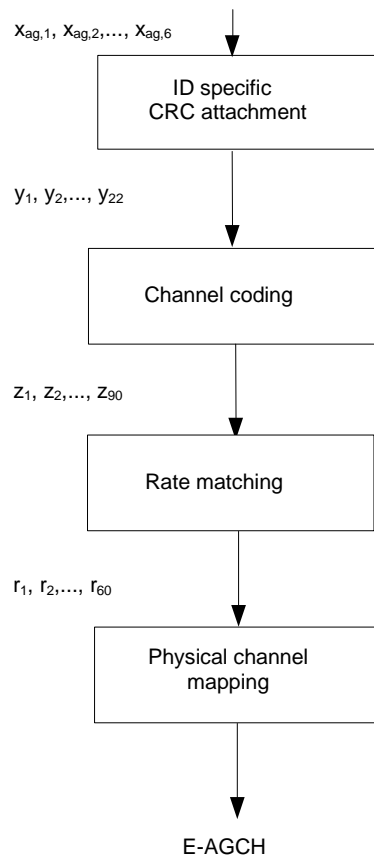 x_ag,1, x_ag,2,..., x_ag,6
ID specific
CRC attachment
y_1, y_2,..., y_22
Channel coding
z_1, z_2,..., z_90
Rate matching
r_1, r_2,..., r_60
Physical channel
mapping
E-AGCH